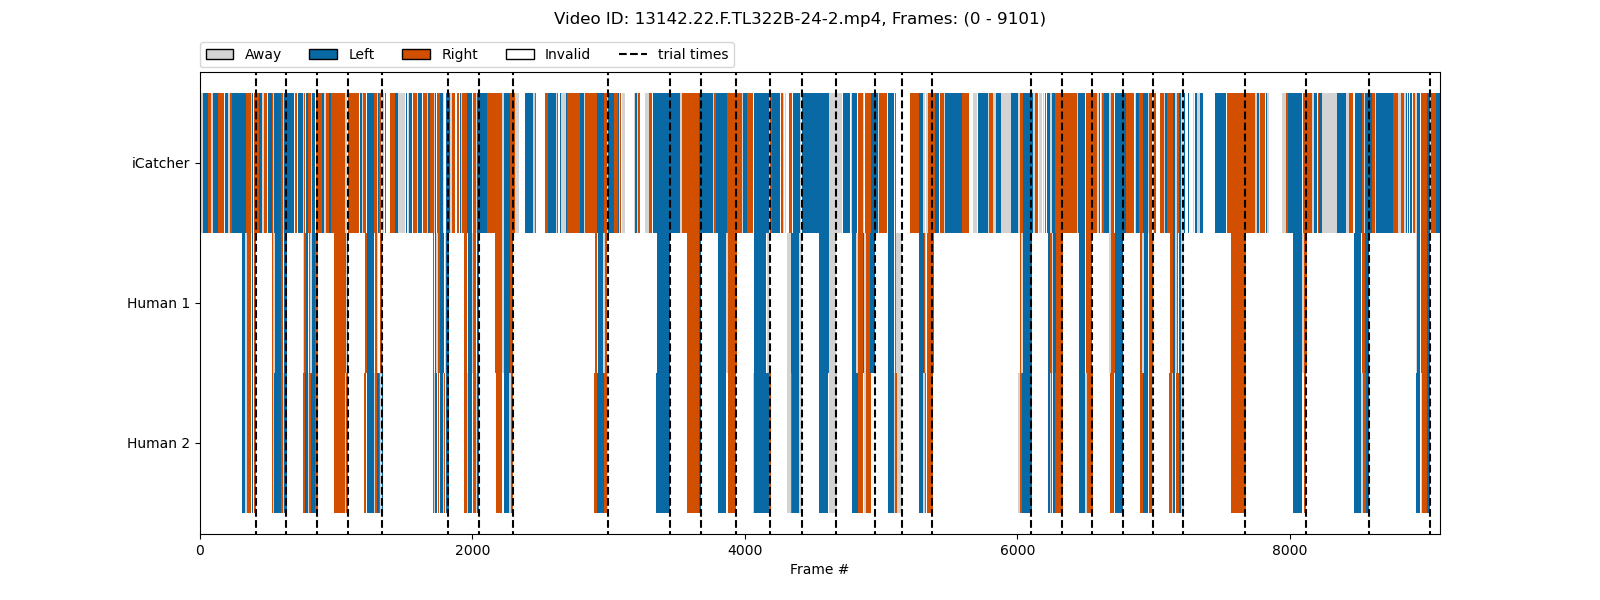 Video ID: 13142.22.F.TL322B-24-2.mp4, Frames: (0 - 9101)
Away Left Right Invalid trial times
iCatcher
Human 1
Human 2
0 2000 4000 6000 8000
Frame #